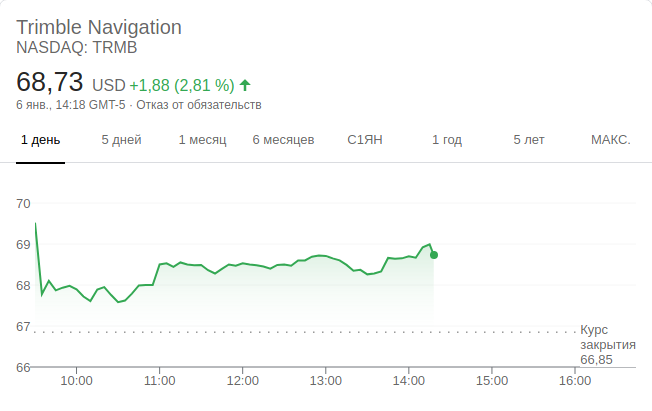 Trimble Navigation
NASDAQ: TRMB
68,73 USD +1,88 (2,81 %)
6 янв., 14:18 GMT-5 · Отказ от обязательств
1 день 5 дней 1 месяц 6 месяцев С1ЯН 1 год 5 лет МАКС.
70
69
68
67
Курс
закрытия
66,85
66
10:00 11:00 12:00 13:00 14:00 15:00 16:00